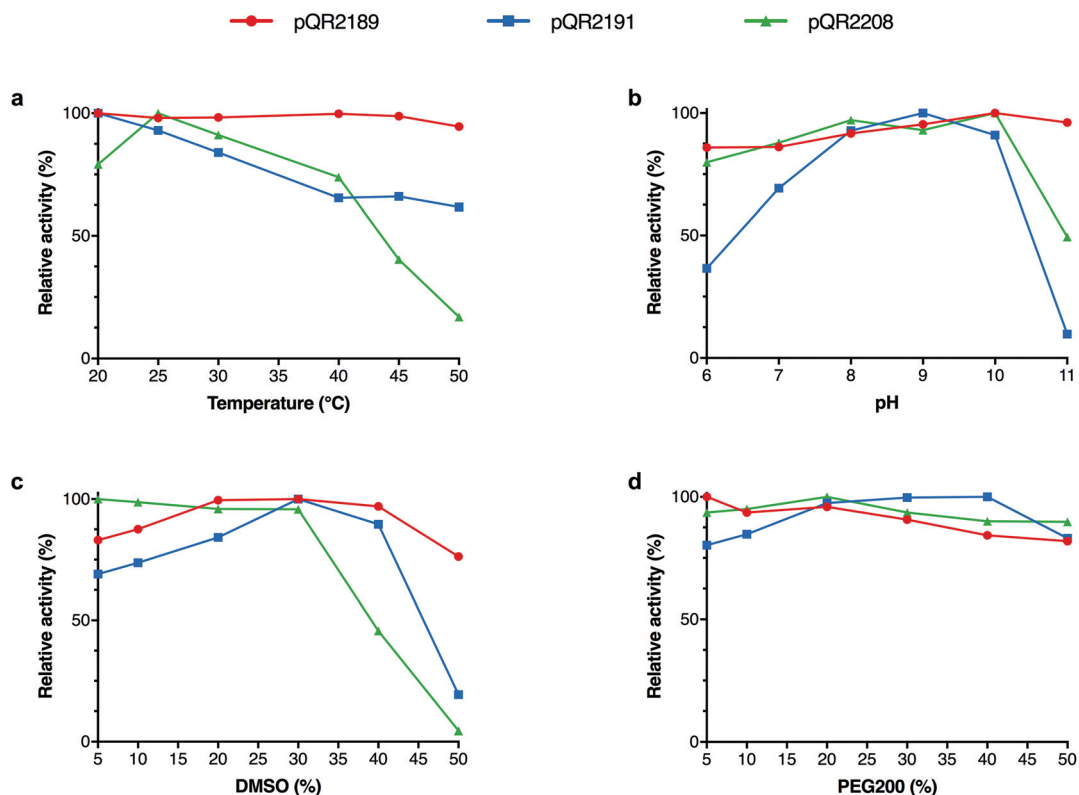 pQR2189 pQR2191 pQR2208
a
100
50
0
Relative activity (%)
20 25 30 40 45 50
Temperature (°C)
b
100
50
0
Relative activity (%)
6 7 8 9 10 11
pH
c
100
50
0
Relative activity (%)
5 10 15 20 25 30 35 40 45 50
DMSO (%)
d
100
50
0
Relative activity (%)
5 10 15 20 25 30 35 40 45 50
PEG200 (%)